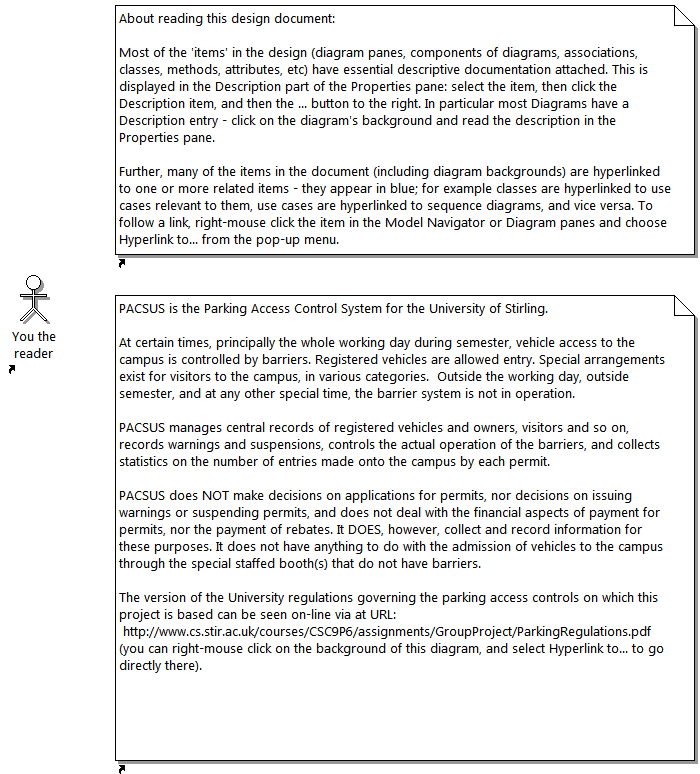 About reading this design document:
Most of the 'items' in the design (diagram panes, components of diagrams, associations,
classes, methods, attributes, etc) have essential descriptive documentation attached. This is
displayed in the Description part of the Properties pane: select the item, then click the
Description item, and then the ... button to the right. In particular most Diagrams have a
Description entry - click on the diagram's background and read the description in the
Properties pane.
Further, many of the items in the document (including diagram backgrounds) are hyperlinked
to one or more related items - they appear in blue; for example classes are hyperlinked to use
cases relevant to them, use cases are hyperlinked to sequence diagrams, and vice versa. To
follow a link, right-mouse click the item in the Model Navigator or Diagram panes and choose
Hyperlink to... from the pop-up menu.
You the
reader
PACSUS is the Parking Access Control System for the University of Stirling.
At certain times, principally the whole working day during semester, vehicle access to the
campus is controlled by barriers. Registered vehicles are allowed entry. Special arrangements
exist for visitors to the campus, in various categories.  Outside the working day, outside
semester, and at any other special time, the barrier system is not in operation.
PACSUS manages central records of registered vehicles and owners, visitors and so on,
records warnings and suspensions, controls the actual operation of the barriers, and collects
statistics on the number of entries made onto the campus by each permit.
PACSUS does NOT make decisions on applications for permits, nor decisions on issuing
warnings or suspending permits, and does not deal with the financial aspects of payment for
permits, nor the payment of rebates. It DOES, however, collect and record information for
these purposes. It does not have anything to do with the admission of vehicles to the campus
through the special staffed booth(s) that do not have barriers.
The version of the University regulations governing the parking access controls on which this
project is based can be seen on-line via at URL:
http://www.cs.stir.ac.uk/courses/CSC9P6/assignments/GroupProject/ParkingRegulations.pdf
(you can right-mouse click on the background of this diagram, and select Hyperlink to... to go
directly there).